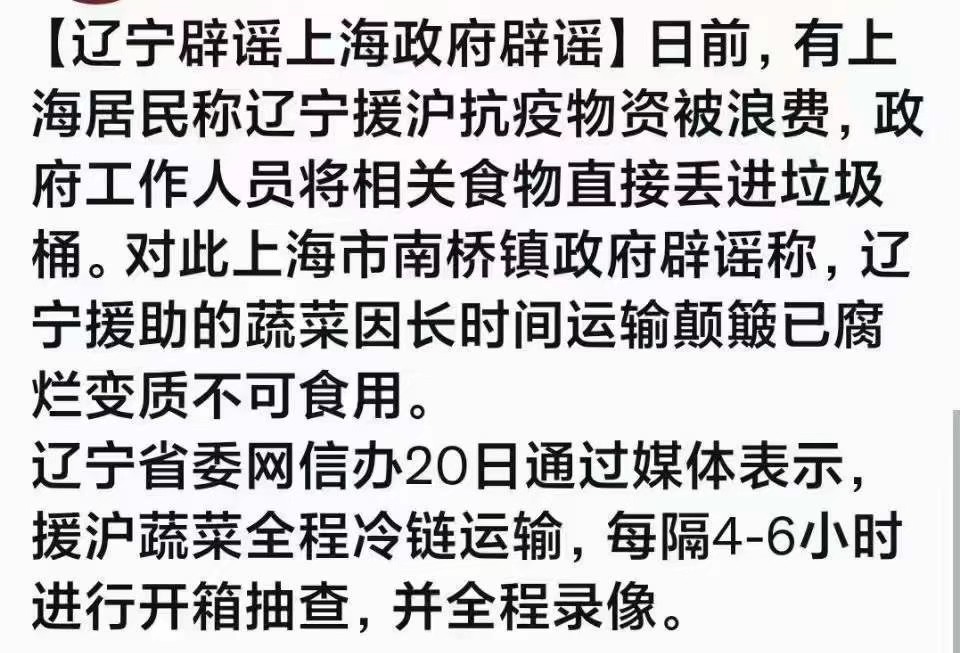 【辽宁辟谣上海政府辟谣】日前，有上
海居民称辽宁援沪抗疫物资被浪费，政
府工作人员将相关食物直接丢进垃圾
桶。对此上海市南桥镇政府辟谣称，辽
宁援助的蔬菜因长时间运输颠簸已腐
烂变质不可食用。
辽宁省委网信办20日通过媒体表示，
援沪蔬菜全程冷链运输，每隔4-6小时
进行开箱抽查，并全程录像。